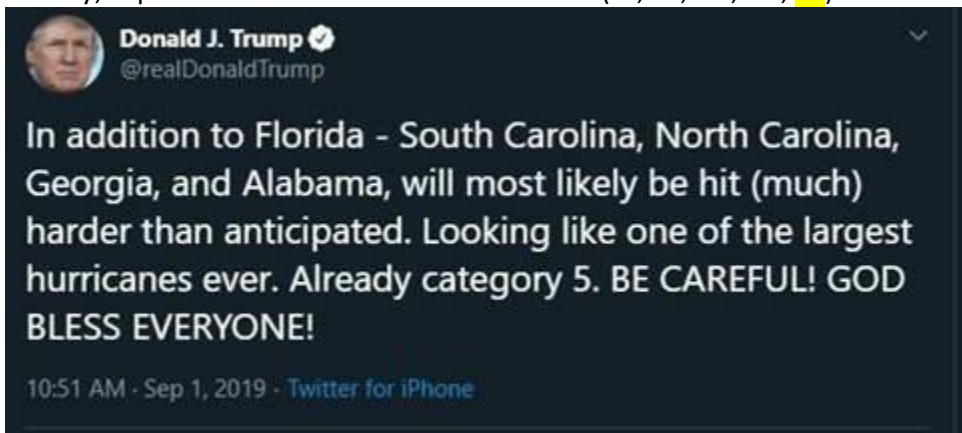 Donald J. Trump
@realDonaldTrump
In addition to Florida - South Carolina, North Carolina,
Georgia, and Alabama, will most likely be hit (much)
harder than anticipated. Looking like one of the largest
hurricanes ever. Already category 5. BE CAREFUL! GOD
BLESS EVERYONE!
10:51 AM · Sep 1, 2019 · Twitter for iPhone